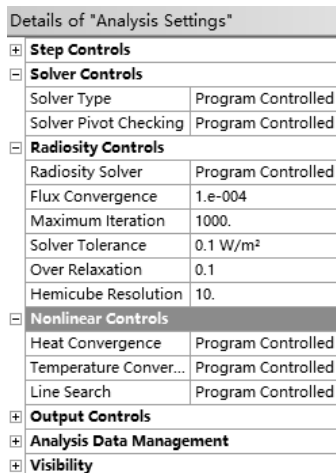 Details of "Analysis Settings"
Step Controls
Solver Controls
Solver Type Program Controlled
Solver Pivot Checking Program Controlled
Radiosity Controls
Radiosity Solver Program Controlled
Flux Convergence 1.e-004
Maximum Iteration 1000.
Solver Tolerance 0.1 W/m²
Over Relaxation 0.1
Hemicube Resolution 10.
Nonlinear Controls
Heat Convergence Program Controlled
Temperature Conver... Program Controlled
Line Search Program Controlled
Output Controls
Analysis Data Management
Visibility